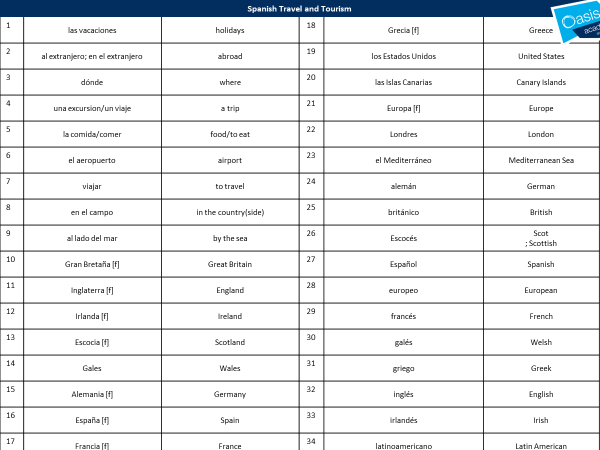 Spanish Travel and Tourism
Oasis
acad
1 las vacaciones holidays 18 Grecia [f] Greece
2 al extranjero; en el extranjero abroad 19 los Estados Unidos United States
3 dónde where 20 las Islas Canarias Canary Islands
4 una excursion/un viaje a trip 21 Europa [f] Europe
5 la comida/comer food/to eat 22 Londres London
6 el aeropuerto airport 23 el Mediterráneo Mediterranean Sea
7 viajar to travel 24 alemán German
8 en el campo in the country(side) 25 británico British
9 al lado del mar by the sea 26 Escocés Scot
; Scottish
10 Gran Bretaña [f] Great Britain 27 Español Spanish
11 Inglaterra [f] England 28 europeo European
12 Irlanda [f] Ireland 29 francés French
13 Escocia [f] Scotland 30 galés Welsh
14 Gales Wales 31 griego Greek
15 Alemania [f] Germany 32 inglés English
16 España [f] Spain 33 irlandés Irish
17 Francia [f] France 34 latinoamericano Latin American